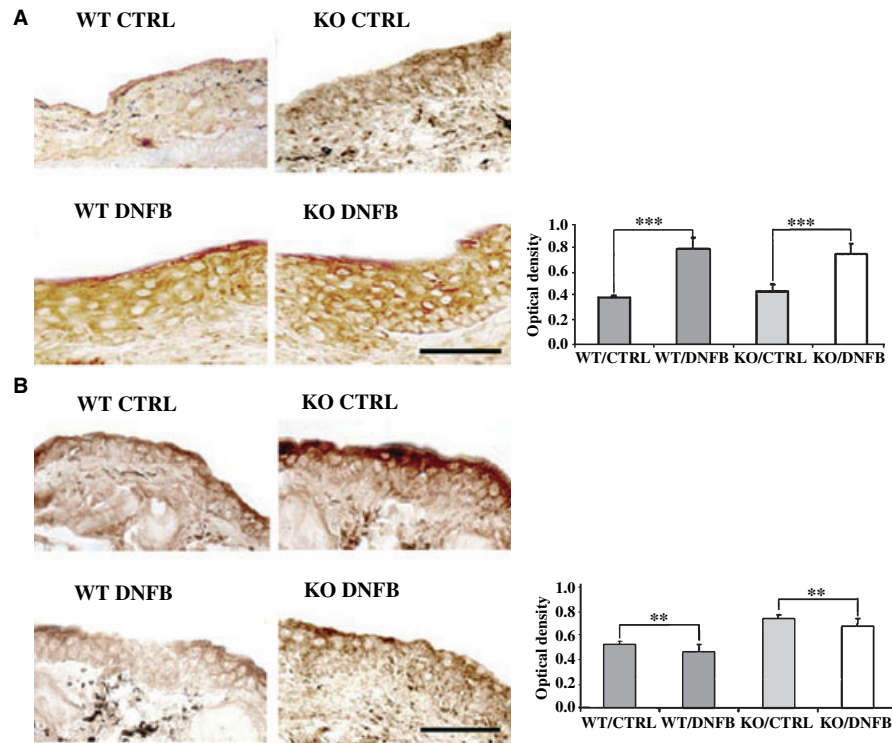 A
WT CTRL KO CTRL
WT DNFB KO DNFB
Optical density
1.0
0.8
0.6
0.4
0.2
0.0
*** ***
WT/CTRL WT/DNFB KO/CTRL KO/DNFB
B
WT CTRL KO CTRL
WT DNFB KO DNFB
Optical density
1.0
0.8
0.6
0.4
0.2
0.0
** **
WT/CTRL WT/DNFB KO/CTRL KO/DNFB